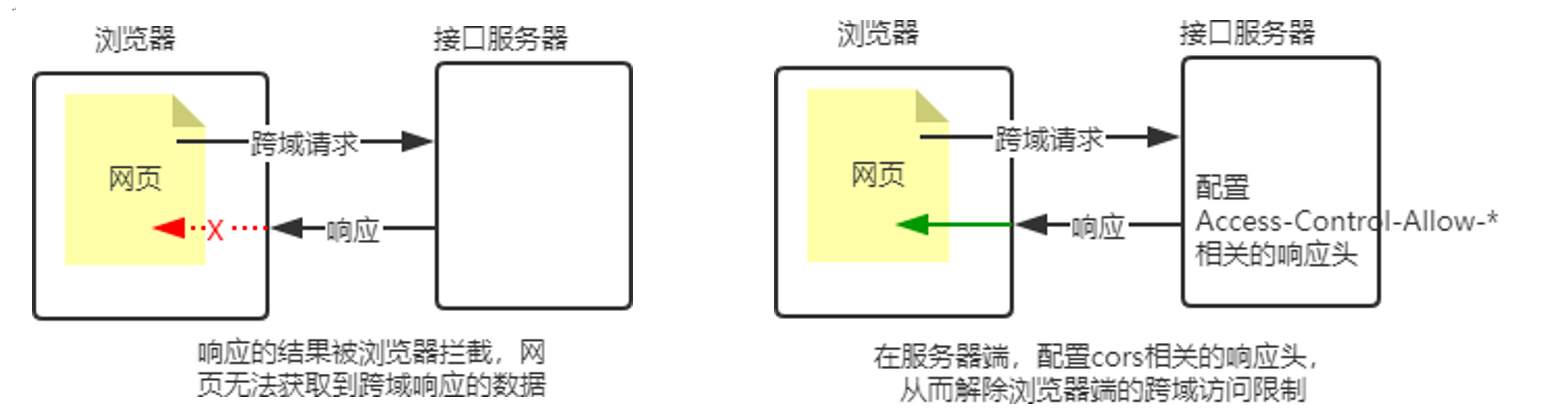 浏览器
接口服务器
跨域请求
网页
X
响应
响应的结果被浏览器拦截，网
页无法获取到跨域响应的数据
浏览器
接口服务器
跨域请求
网页
响应
配置
Access-Control-Allow-*
相关的响应头
在服务器端，配置cors相关的响应头，
从而解除浏览器端的跨域访问限制